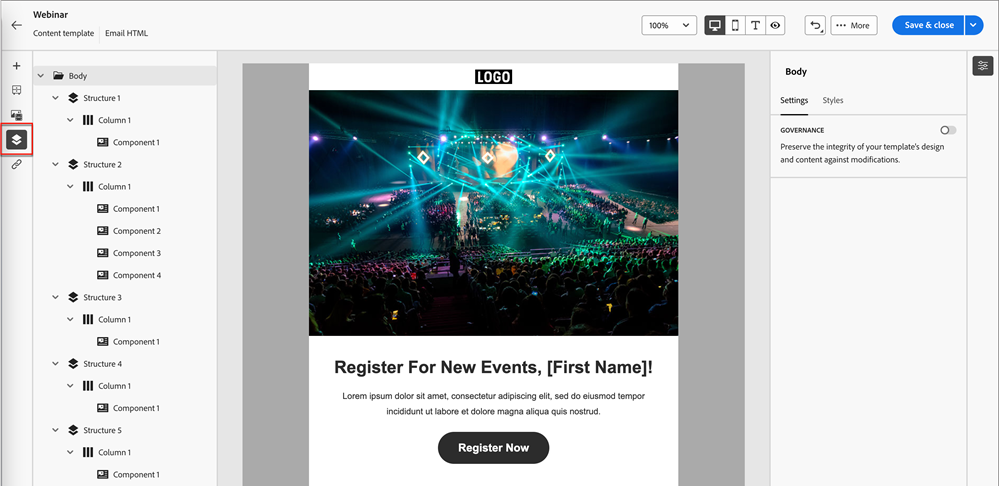 Webinar
Content template
Email HTML
100%
T
More
Save & close
Body
Structure 1
Column 1
Component 1
Structure 2
Column 1
Component 1
Component 2
Component 3
Component 4
Structure 3
Column 1
Component 1
Structure 4
Column 1
Component 1
Structure 5
Column 1
Component 1
LOGO
Register For New Events, [First Name]!
Lorem ipsum dolor sit amet, consectetur adipiscing elit, sed do eiusmod tempor
incididunt ut labore et dolore magna aliqua quis nostrud.
Register Now
Body
Settings
Styles
GOVERNANCE
Preserve the integrity of your template's design
and content against modifications.